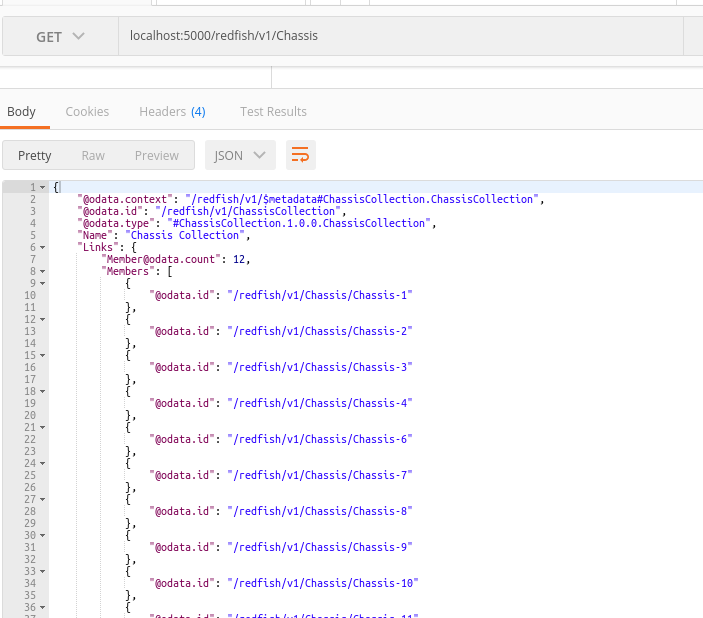 GET localhost:5000/redfish/v1/Chassis
Body Cookies Headers (4) Test Results
Pretty Raw Preview JSON
1 {
2 "@odata.context": "/redfish/v1/$metadata#ChassisCollection.ChassisCollection",
3 "@odata.id": "/redfish/v1/ChassisCollection",
4 "@odata.type": "#ChassisCollection.1.0.0.ChassisCollection",
5 "Name": "Chassis Collection",
6 "Links": {
7 "Member@odata.count": 12,
8 "Members": [
9 {
10 "@odata.id": "/redfish/v1/Chassis/Chassis-1"
11 },
12 {
13 "@odata.id": "/redfish/v1/Chassis/Chassis-2"
14 },
15 {
16 "@odata.id": "/redfish/v1/Chassis/Chassis-3"
17 },
18 {
19 "@odata.id": "/redfish/v1/Chassis/Chassis-4"
20 },
21 {
22 "@odata.id": "/redfish/v1/Chassis/Chassis-6"
23 },
24 {
25 "@odata.id": "/redfish/v1/Chassis/Chassis-7"
26 },
27 {
28 "@odata.id": "/redfish/v1/Chassis/Chassis-8"
29 },
30 {
31 "@odata.id": "/redfish/v1/Chassis/Chassis-9"
32 },
33 {
34 "@odata.id": "/redfish/v1/Chassis/Chassis-10"
35 },
36 {
37 "@odata.id": "/redfish/v1/Chassis/Chassis-11"